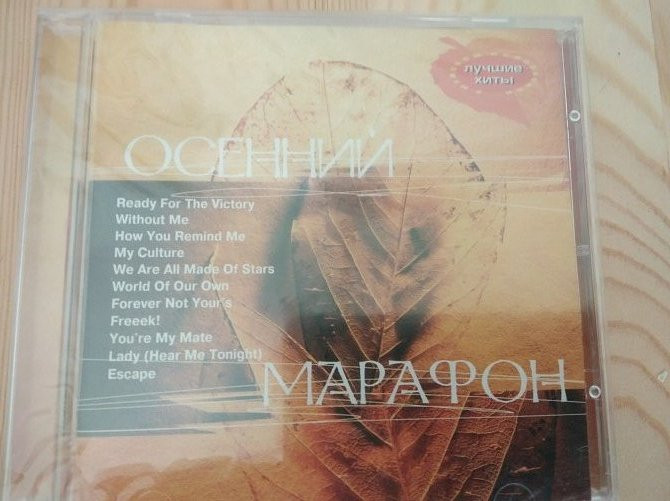 лучшие
хиты
ОСЕННИЙ
Ready For The Victory
Without Me
How You Remind Me
My Culture
We Are All Made Of Stars
World Of Our Own
Forever Not Your's
Freeek!
You're My Mate
Lady (Hear Me Tonight)
Escape
МАРАФОН